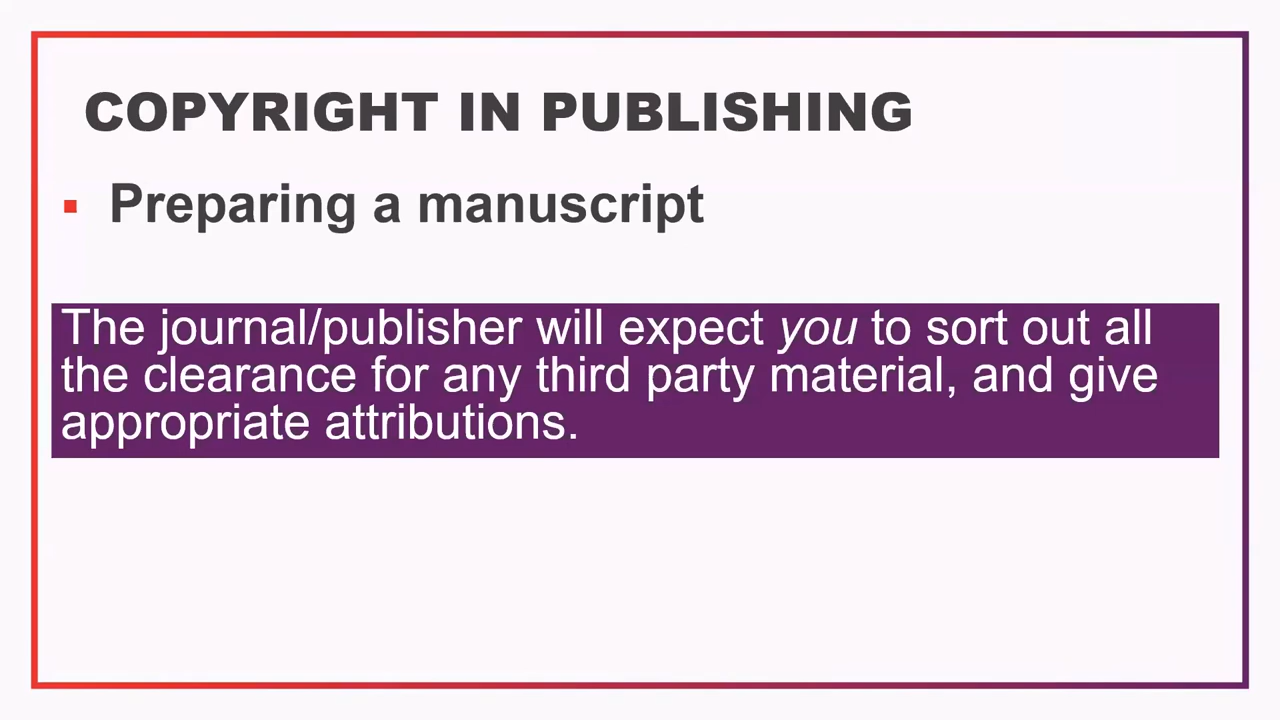 COPYRIGHT IN PUBLISHING
▪ Preparing a manuscript
The journal/publisher will expect you to sort out all
the clearance for any third party material, and give
appropriate attributions.